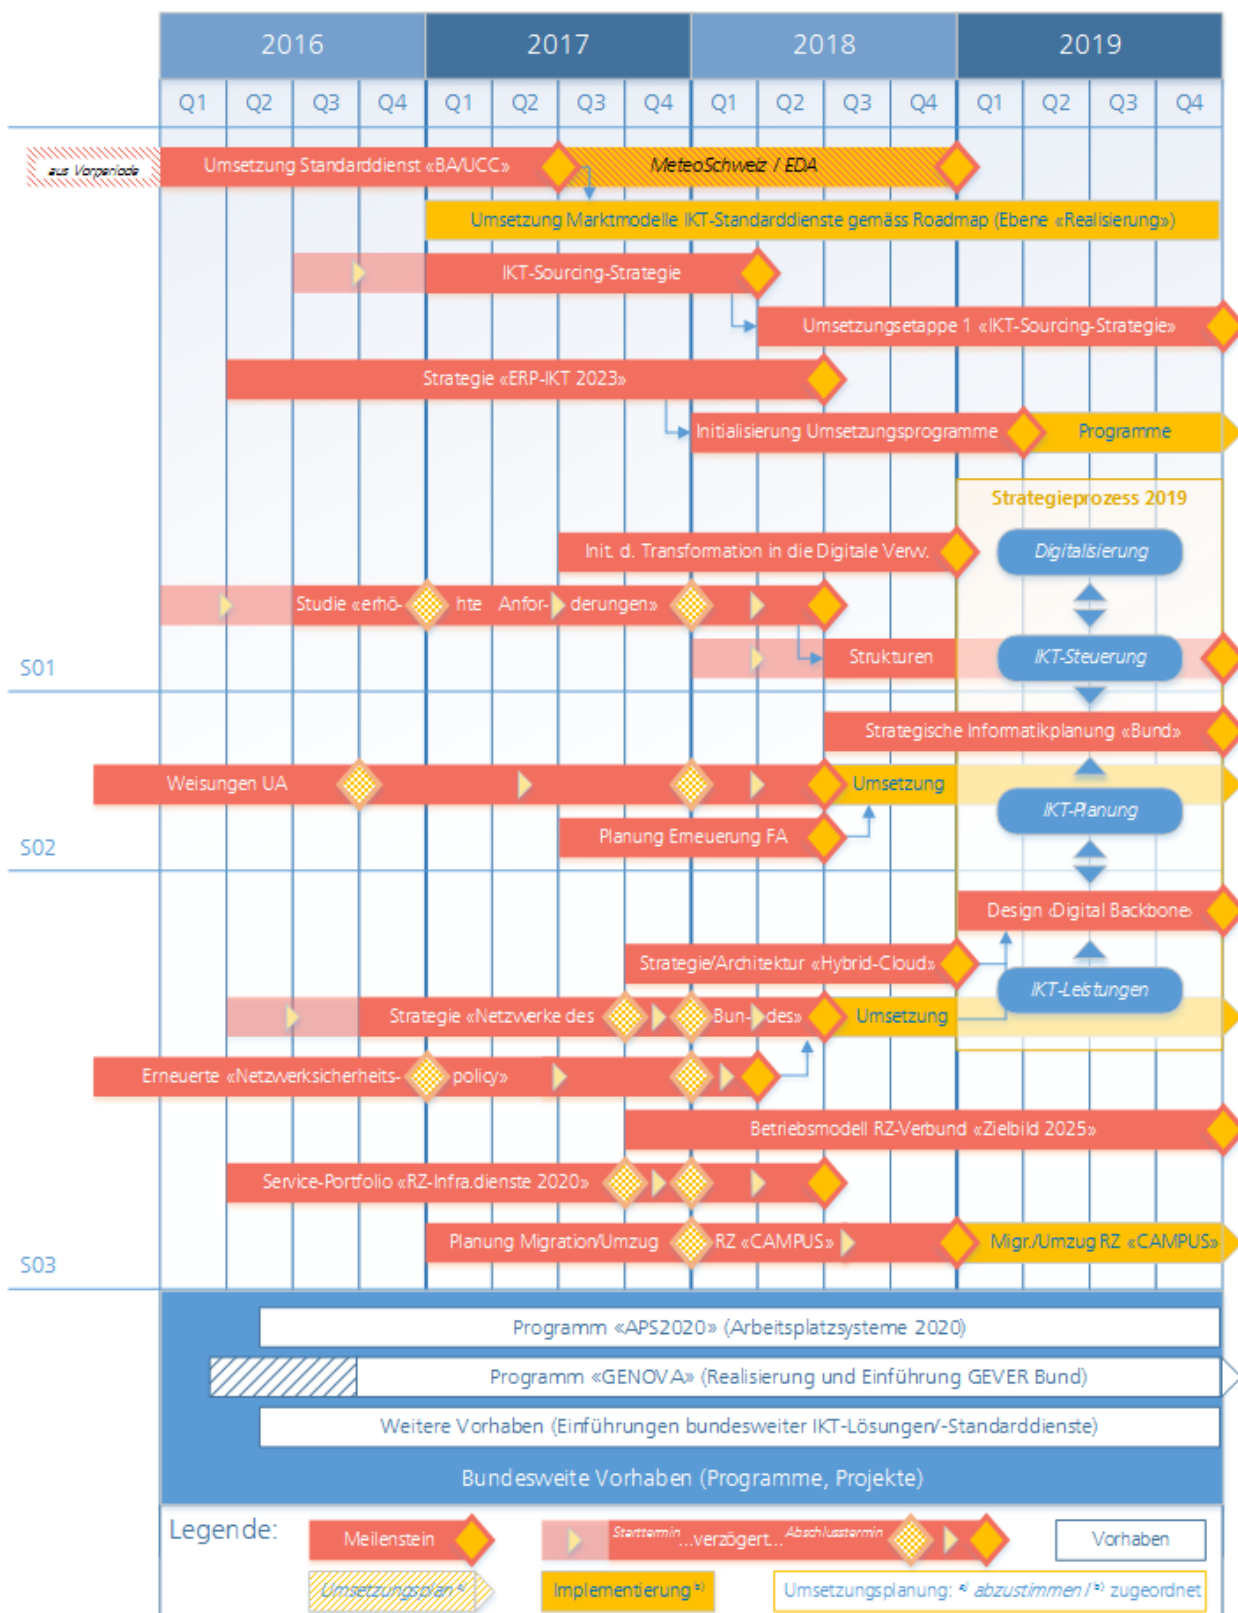 2016 2017 2018 2019
Q1 Q2 Q3 Q4 Q1 Q2 Q3 Q4 Q1 Q2 Q3 Q4 Q1 Q2 Q3 Q4
aus Vorperiode Umsetzung Standarddienst «BA/UCC» MeteoSchweiz / EDA
Umsetzung Marktmodelle IKT-Standarddienste gemäss Roadmap (Ebene «Realisierung»)
IKT-Sourcing-Strategie
Umsetzungsetappe 1 «IKT-Sourcing-Strategie»
Strategie «ERP-IKT 2023»
Initialisierung Umsetzungsprogramme Programme
Strategieprozess 2019
Init. d. Transformation in die Digitale Verw. Digitalisierung
Studie «erhö- hte Anfor- derungen»
S01 Strukturen IKT-Steuerung
Strategische Informatikplanung «Bund»
Weisungen UA Umsetzung
IKT-Planung
S02 Planung Erneuerung FA
Design «Digital Backbone»
Strategie/Architektur «Hybrid-Cloud»
IKT-Leistungen
Strategie «Netzwerke des Bun- des» Umsetzung
Erneuerte «Netzwerksicherheits- policy»
Betriebsmodell RZ-Verbund «Zielbild 2025»
Service-Portfolio «RZ-Infra.dienste 2020»
Planung Migration/Umzug RZ «CAMPUS» Migr./Umzug RZ «CAMPUS»
S03
Programm «APS2020» (Arbeitsplatzsysteme 2020)
Programm «GENOVA» (Realisierung und Einführung GEVER Bund)
Weitere Vorhaben (Einführungen bundesweiter IKT-Lösungen/-Standarddienste)
Bundesweite Vorhaben (Programme, Projekte)
Legende: Meilenstein Starttermin ...verzögert... Abschlusstermin Vorhaben
Umsetzungsplan a) Implementierung b) Umsetzungsplanung: a) abzustimmen / b) zugeordnet